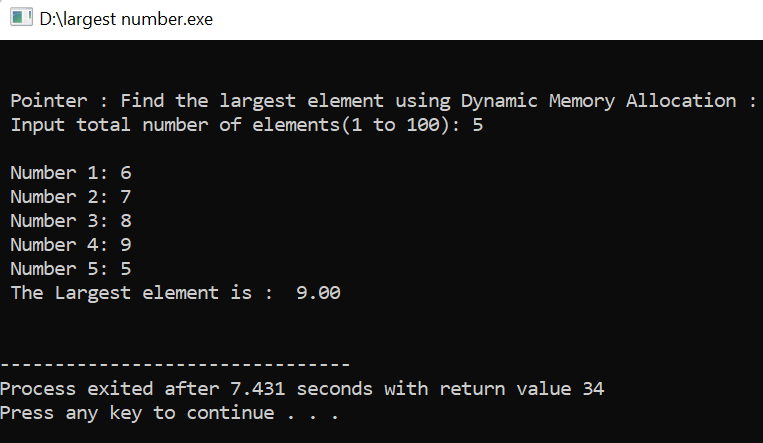 D:\largest number.exe
Pointer : Find the largest element using Dynamic Memory Allocation :
Input total number of elements(1 to 100): 5
Number 1: 6
Number 2: 7
Number 3: 8
Number 4: 9
Number 5: 5
The Largest element is :  9.00
--------------------------------
Process exited after 7.431 seconds with return value 34
Press any key to continue . . .